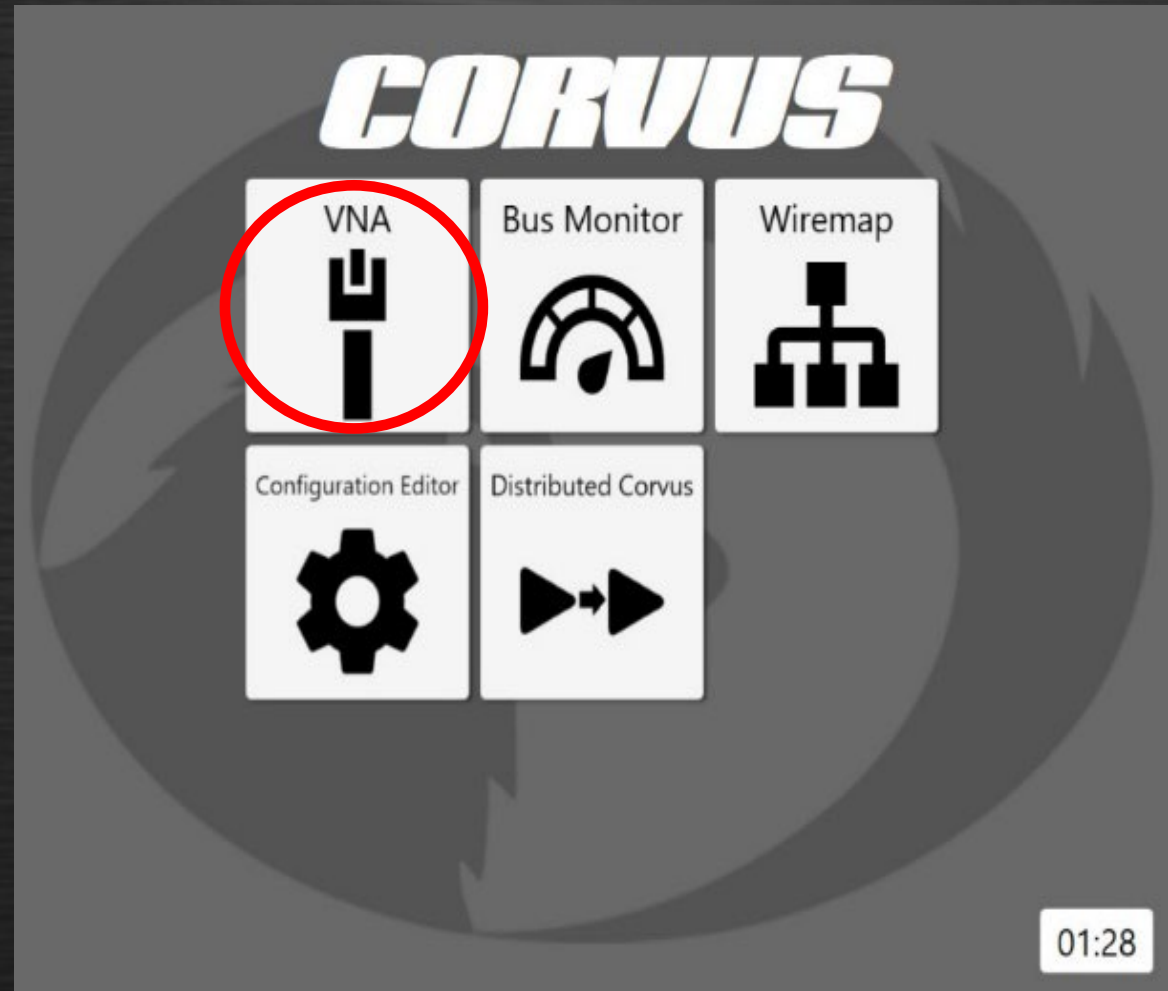 CORVUS
VNA
Bus Monitor
Wiremap
Configuration Editor
Distributed Corvus
01:28